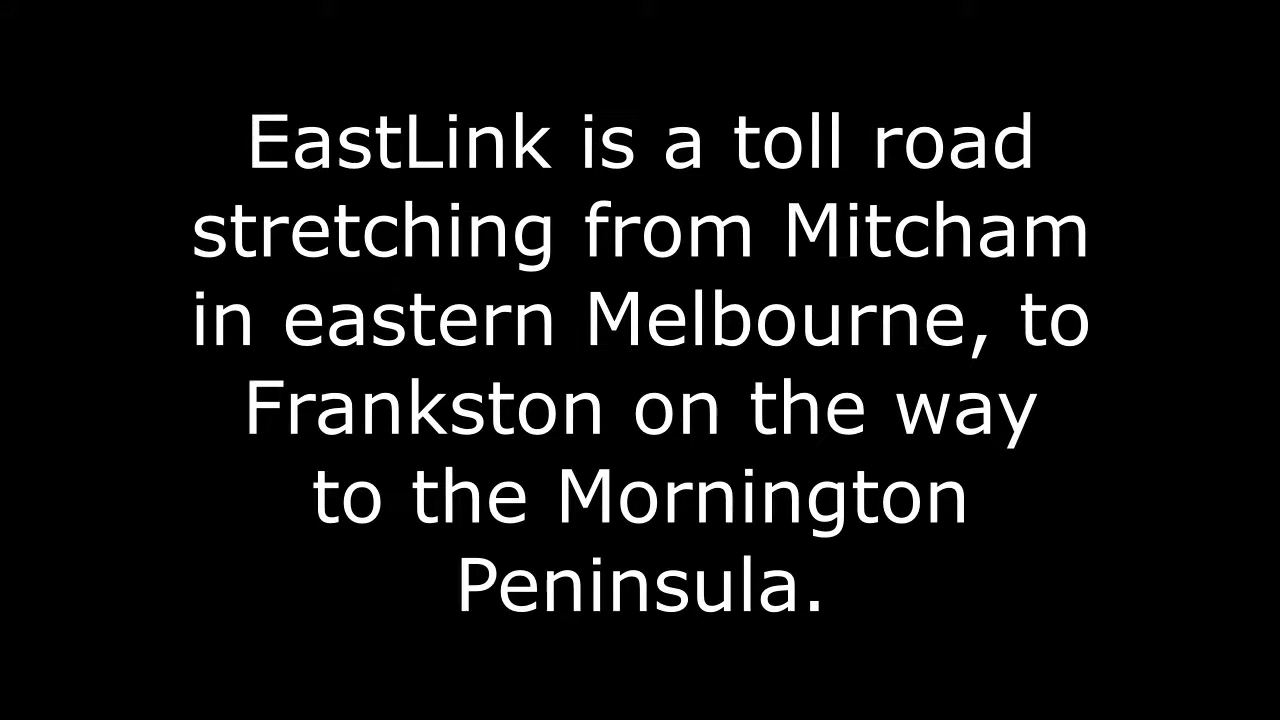 EastLink is a toll road
stretching from Mitcham
in eastern Melbourne, to
Frankston on the way
to the Mornington
Peninsula.